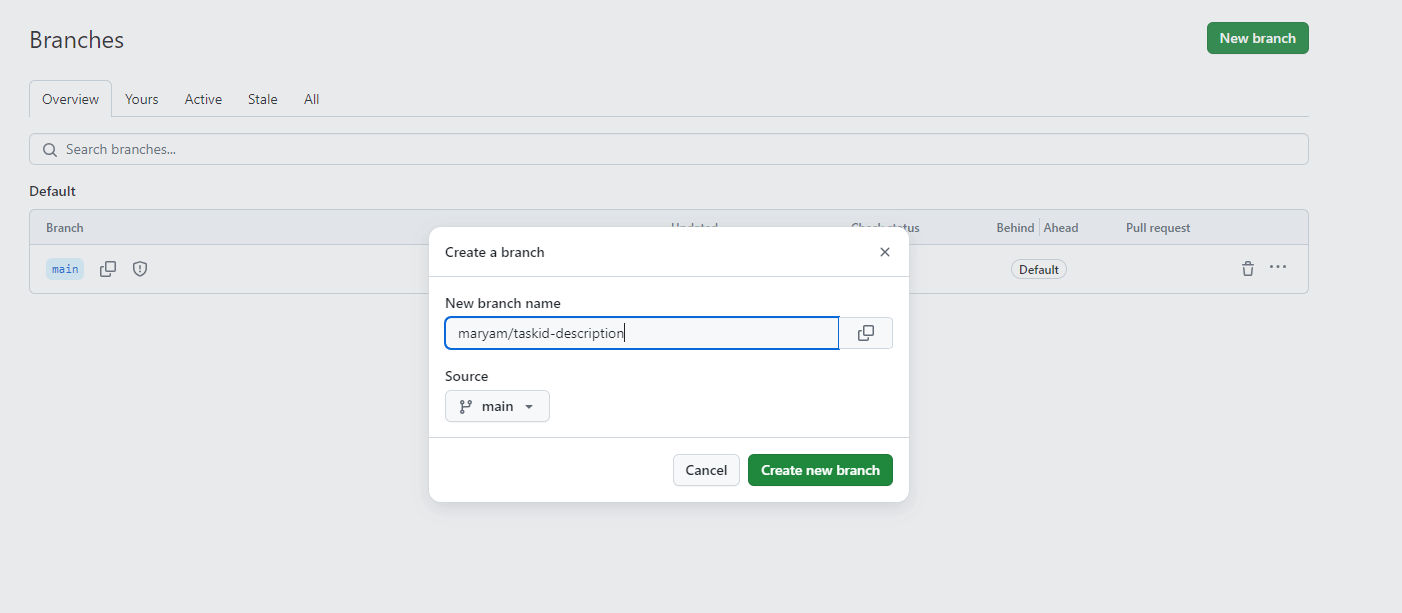 Branches
New branch
Overview Yours Active Stale All
Search branches...
Default
Branch Updated Check status Behind Ahead Pull request
main Default
Create a branch
New branch name
maryam/taskid-description
Source
main
Cancel Create new branch